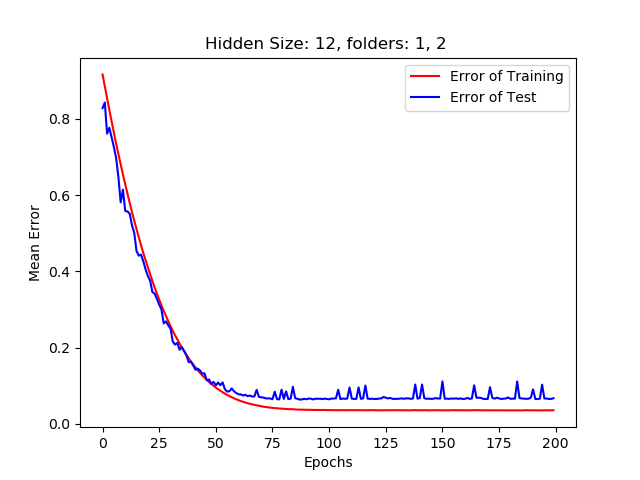 Hidden Size: 12, folders: 1, 2
Error of Training
Error of Test
Mean Error
0.8
0.6
0.4
0.2
0.0
0 25 50 75 100 125 150 175 200
Epochs